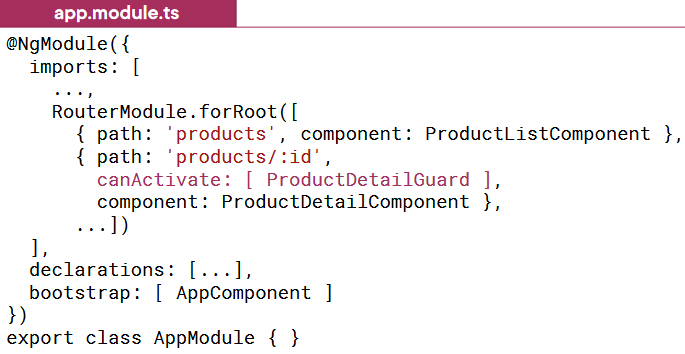 app.module.ts
@NgModule({
  imports: [
    ...,
    RouterModule.forRoot([
      { path: 'products', component: ProductListComponent },
      { path: 'products/:id',
        canActivate: [ ProductDetailGuard ],
        component: ProductDetailComponent },
      ...])
  ],
  declarations: [...],
  bootstrap: [ AppComponent ]
})
export class AppModule { }